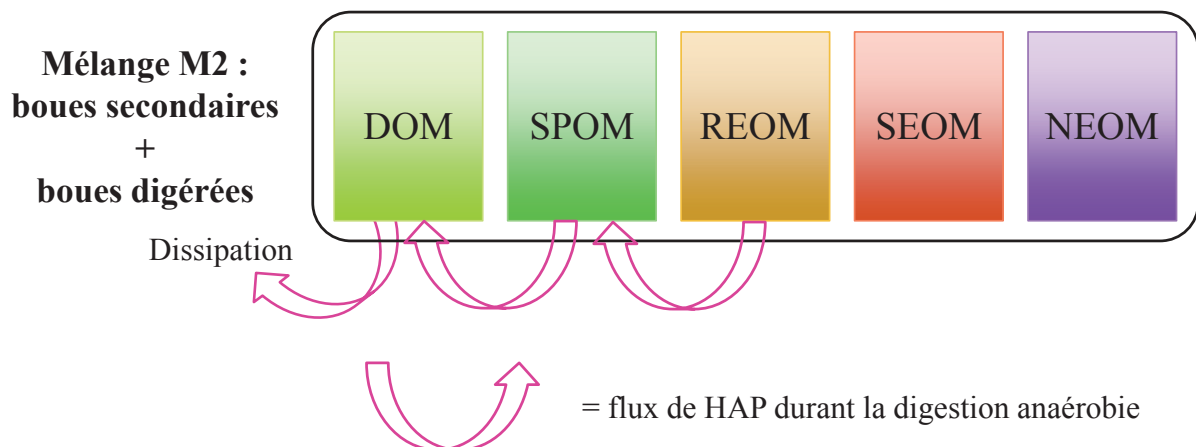 Mélange M2 :
boues secondaires
+
boues digérées
DOM
SPOM
REOM
SEOM
NEOM
Dissipation
= flux de HAP durant la digestion anaérobie